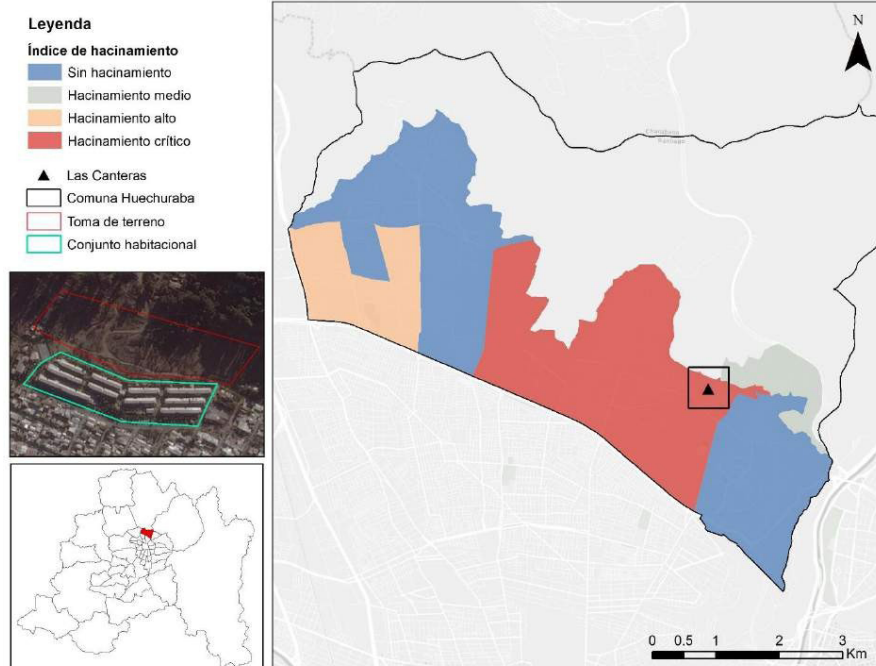 Leyenda
Índice de hacinamiento
Sin hacinamiento
Hacinamiento medio
Hacinamiento alto
Hacinamiento crítico
Las Canteras
Comuna Huechuraba
Toma de terreno
Conjunto habitacional
N
0 0.5 1 2 3
Km